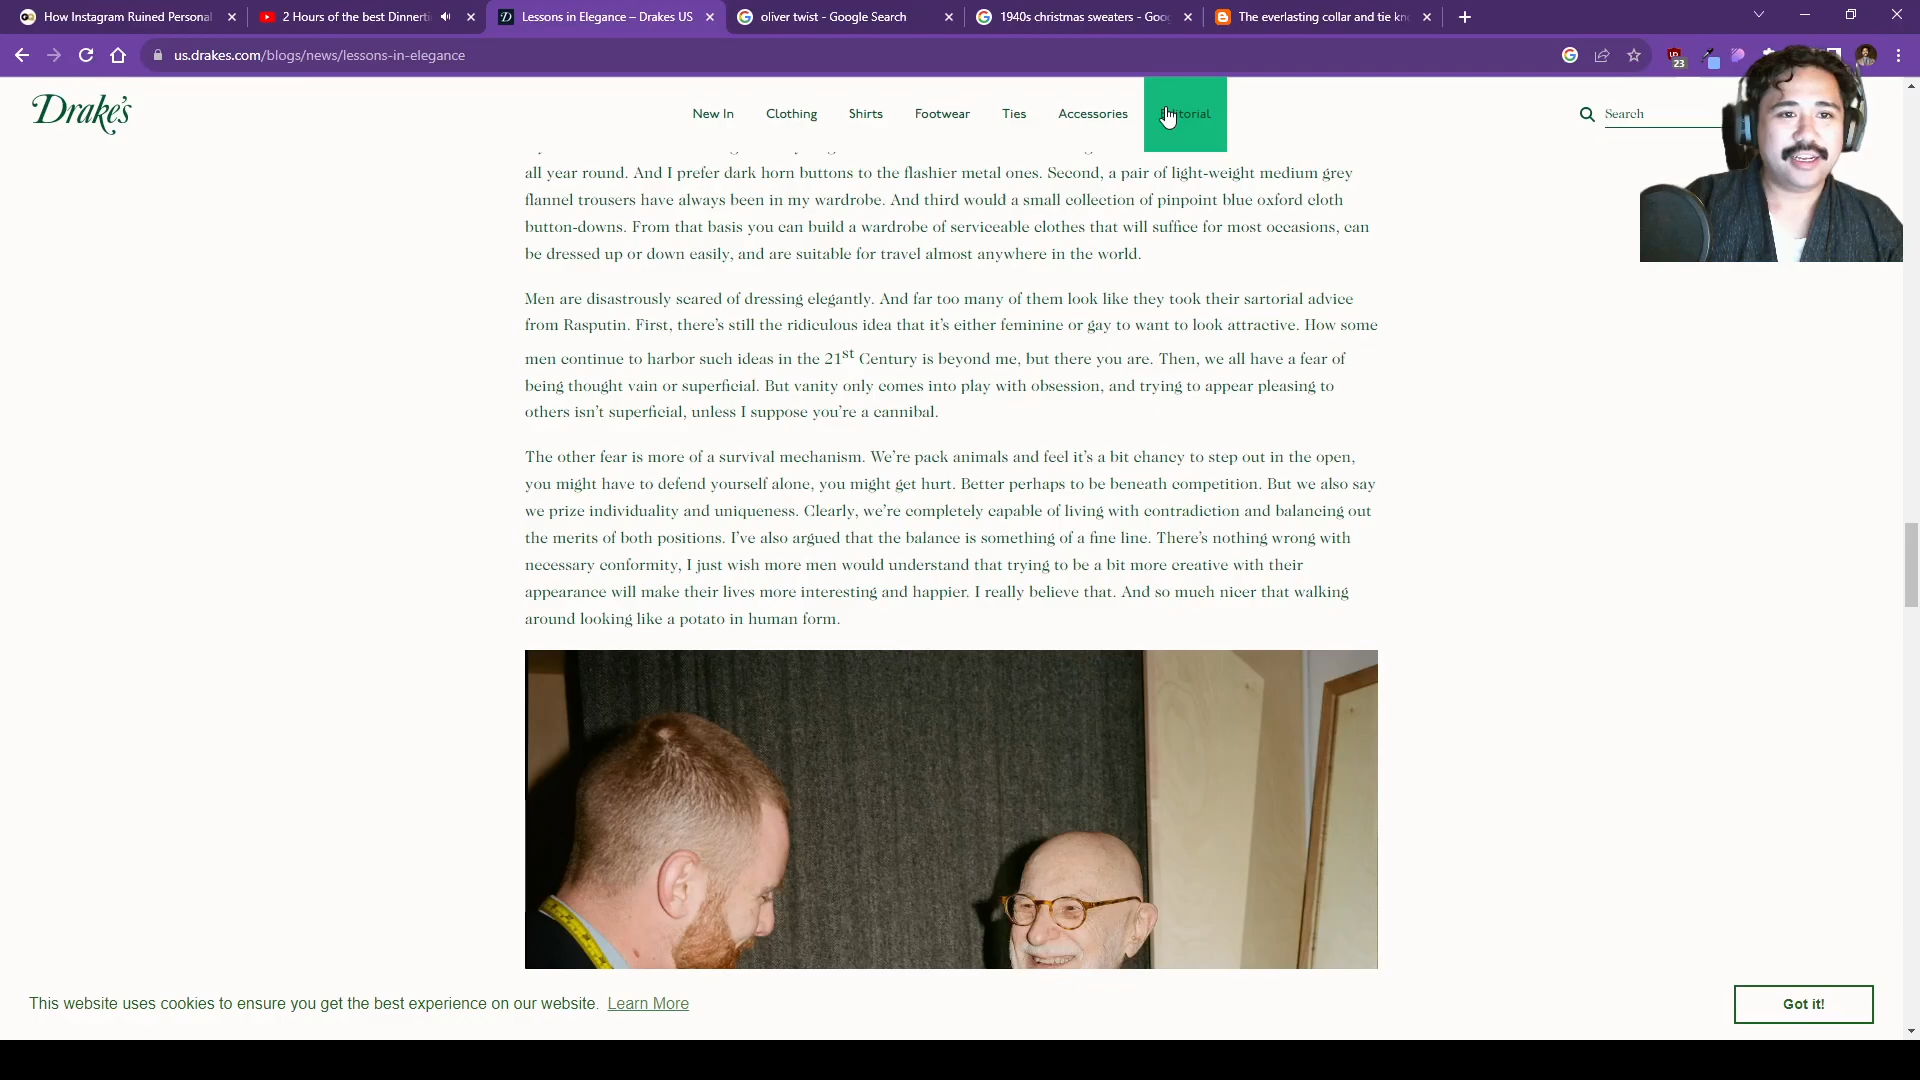 How Instagram Ruined Personal
2 Hours of the best Dinnerti
Lessons in Elegance – Drakes US
oliver twist - Google Search
1940s christmas sweaters - Goo
The everlasting collar and tie kn
us.drakes.com/blogs/news/lessons-in-elegance
23
Drake's
New In
Clothing
Shirts
Footwear
Ties
Accessories
Search
all year round. And I prefer dark horn buttons to the flashier metal ones. Second, a pair of light-weight medium grey
flannel trousers have always been in my wardrobe. And third would a small collection of pinpoint blue oxford cloth
button-downs. From that basis you can build a wardrobe of serviceable clothes that will suffice for most occasions, can
be dressed up or down easily, and are suitable for travel almost anywhere in the world.
Men are disastrously scared of dressing elegantly. And far too many of them look like they took their sartorial advice
from Rasputin. First, there's still the ridiculous idea that it's either feminine or gay to want to look attractive. How some
men continue to harbor such ideas in the 21st Century is beyond me, but there you are. Then, we all have a fear of
being thought vain or superficial. But vanity only comes into play with obsession, and trying to appear pleasing to
others isn't superficial, unless I suppose you're a cannibal.
The other fear is more of a survival mechanism. We're pack animals and feel it's a bit chancy to step out in the open,
you might have to defend yourself alone, you might get hurt. Better perhaps to be beneath competition. But we also say
we prize individuality and uniqueness. Clearly, we're completely capable of living with contradiction and balancing out
the merits of both positions. I've also argued that the balance is something of a fine line. There's nothing wrong with
necessary conformity, I just wish more men would understand that trying to be a bit more creative with their
appearance will make their lives more interesting and happier. I really believe that. And so much nicer that walking
around looking like a potato in human form.
This website uses cookies to ensure you get the best experience on our website. Learn More
Got it!